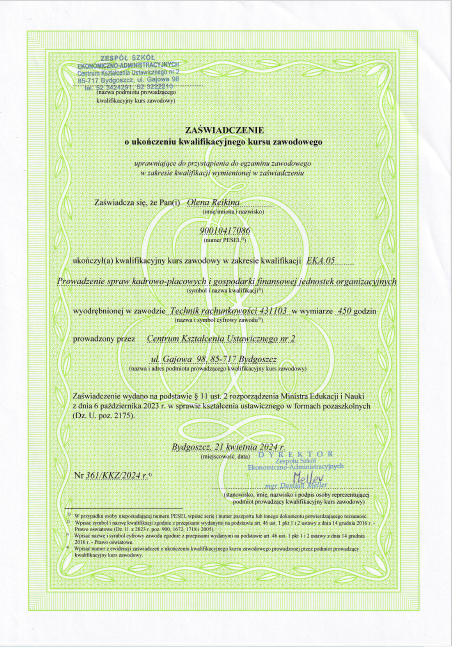 ZESPÓŁ SZKÓŁ
EKONOMICZNO-ADMINISTRACYJNYCH
Centrum Kształcenia Ustawicznego nr 2
85-717 Bydgoszcz, ul. Gajowa 98
tel. 52 3424291, 52 3222210
(nazwa podmiotu prowadzącego
kwalifikacyjny kurs zawodowy)
ZAŚWIADCZENIE
o ukończeniu kwalifikacyjnego kursu zawodowego
uprawniające do przystąpienia do egzaminu zawodowego
w zakresie kwalifikacji wymienionej w zaświadczeniu
Zaświadcza się, że Pan(i) Olena Reikina
(imię/imiona i nazwisko)
90010417086
(numer PESEL¹⁾)
ukończył(a) kwalifikacyjny kurs zawodowy w zakresie kwalifikacji EKA.05
Prowadzenie spraw kadrowo-płacowych i gospodarki finansowej jednostek organizacyjnych
(symbol i nazwa kwalifikacji²⁾)
wyodrębnionej w zawodzie Technik rachunkowości 431103 w wymiarze 450 godzin
(nazwa i symbol cyfrowy zawodu³⁾)
prowadzony przez Centrum Kształcenia Ustawicznego nr 2
ul. Gajowa 98, 85-717 Bydgoszcz
(nazwa i adres podmiotu prowadzącego kwalifikacyjny kurs zawodowy)
Zaświadczenie wydano na podstawie § 11 ust. 2 rozporządzenia Ministra Edukacji i Nauki
z dnia 6 października 2023 r. w sprawie kształcenia ustawicznego w formach pozaszkolnych
(Dz. U. poz. 2175).
Bydgoszcz, 21 kwietnia 2024 r.
(miejscowość, data)
DYREKTOR
Zespołu Szkół
Ekonomiczno-Administracyjnych
Nr 361/KKZ/2024 r.⁴⁾
mgr Meller
(stanowisko, imię, nazwisko i podpis osoby reprezentującej
podmiot prowadzący kwalifikacyjny kurs zawodowy)
¹⁾ W przypadku osoby nieposiadającej numeru PESEL wpisać serię i numer paszportu lub innego dokumentu potwierdzającego tożsamość.
²⁾ Wpisać symbol i nazwę kwalifikacji zgodnie z przepisami wydanymi na podstawie art. 46 ust. 1 pkt 1 i 2 ustawy z dnia 14 grudnia 2016 r. -
Prawo oświatowe (Dz. U. z 2023 r. poz. 900, 1672, 1718 i 2005).
³⁾ Wpisać nazwę i symbol cyfrowy zawodu zgodnie z przepisami wydanymi na podstawie art. 46 ust. 1 pkt 1 i 2 ustawy z dnia 14 grudnia
2016 r. - Prawo oświatowe.
⁴⁾ Wpisać numer z ewidencji zaświadczeń o ukończeniu kwalifikacyjnego kursu zawodowego prowadzonej przez podmiot prowadzący
kwalifikacyjny kurs zawodowy.